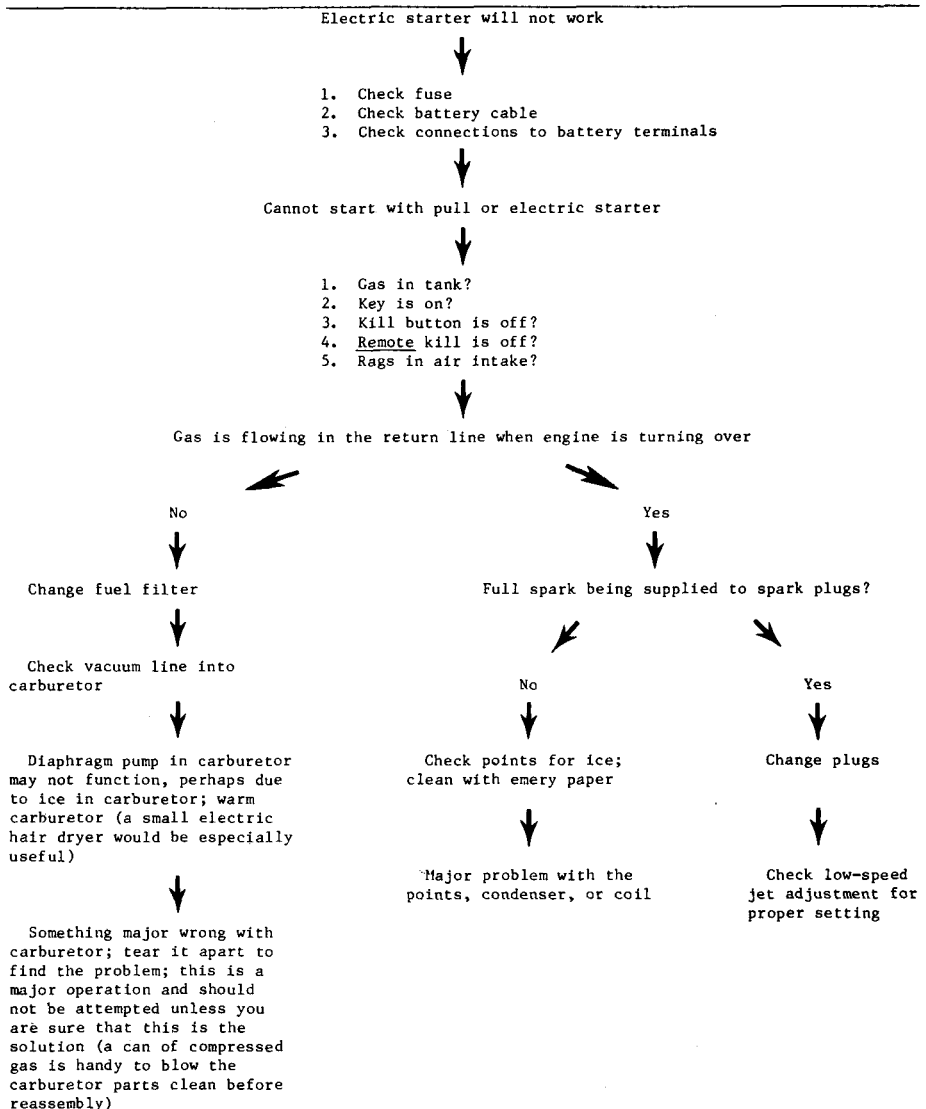 Electric starter will not work
1. Check fuse
2. Check battery cable
3. Check connections to battery terminals
Cannot start with pull or electric starter
1. Gas in tank?
2. Key is on?
3. Kill button is off?
4. Remote kill is off?
5. Rags in air intake?
Gas is flowing in the return line when engine is turning over
No
Change fuel filter
Check vacuum line into
carburetor
Diaphragm pump in carburetor
may not function, perhaps due
to ice in carburetor; warm
carburetor (a small electric
hair dryer would be especially
useful)
Something major wrong with
carburetor; tear it apart to
find the problem; this is a
major operation and should
not be attempted unless you
are sure that this is the
solution (a can of compressed
gas is handy to blow the
carburetor parts clean before
reassembly)
Yes
Full spark being supplied to spark plugs?
No
Check points for ice;
clean with emery paper
Major problem with the
points, condenser, or coil
Yes
Change plugs
Check low-speed
jet adjustment for
proper setting